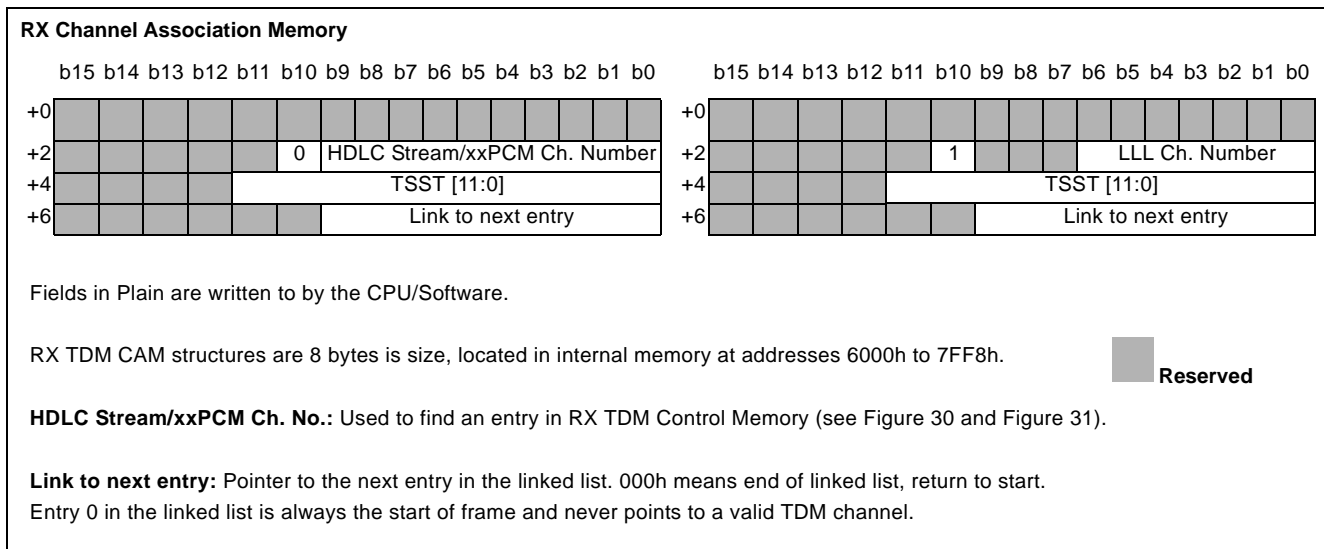 RX Channel Association Memory
b15 b14 b13 b12 b11 b10 b9 b8 b7 b6 b5 b4 b3 b2 b1 b0
+0
+2 0 HDLC Stream/xxPCM Ch. Number
+4 TSST [11:0]
+6 Link to next entry
b15 b14 b13 b12 b11 b10 b9 b8 b7 b6 b5 b4 b3 b2 b1 b0
+0
+2 1 LLL Ch. Number
+4 TSST [11:0]
+6 Link to next entry
Fields in Plain are written to by the CPU/Software.
RX TDM CAM structures are 8 bytes is size, located in internal memory at addresses 6000h to 7FF8h.
Reserved
HDLC Stream/xxPCM Ch. No.: Used to find an entry in RX TDM Control Memory (see Figure 30 and Figure 31).
Link to next entry: Pointer to the next entry in the linked list. 000h means end of linked list, return to start.
Entry 0 in the linked list is always the start of frame and never points to a valid TDM channel.